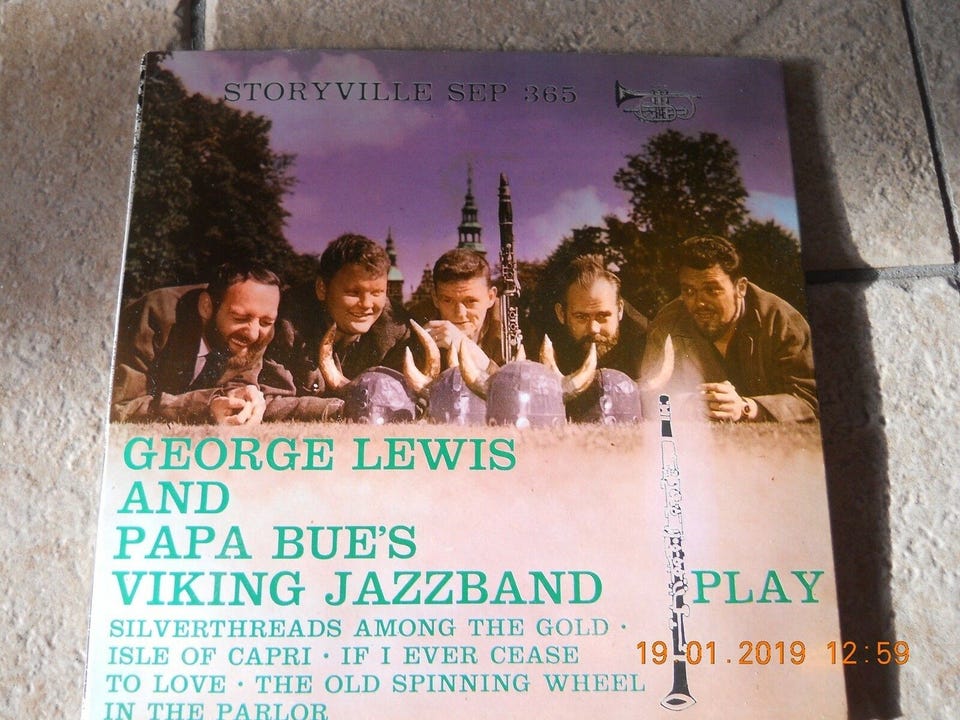 STORYVILLE SEP 365
GEORGE LEWIS
AND
PAPA BUE'S
VIKING JAZZBAND PLAY
SILVERTHREADS AMONG THE GOLD ·
ISLE OF CAPRI · IF I EVER CEASE
TO LOVE · THE OLD SPINNING WHEEL
IN THE PARLOR
19.01.2019 12:59